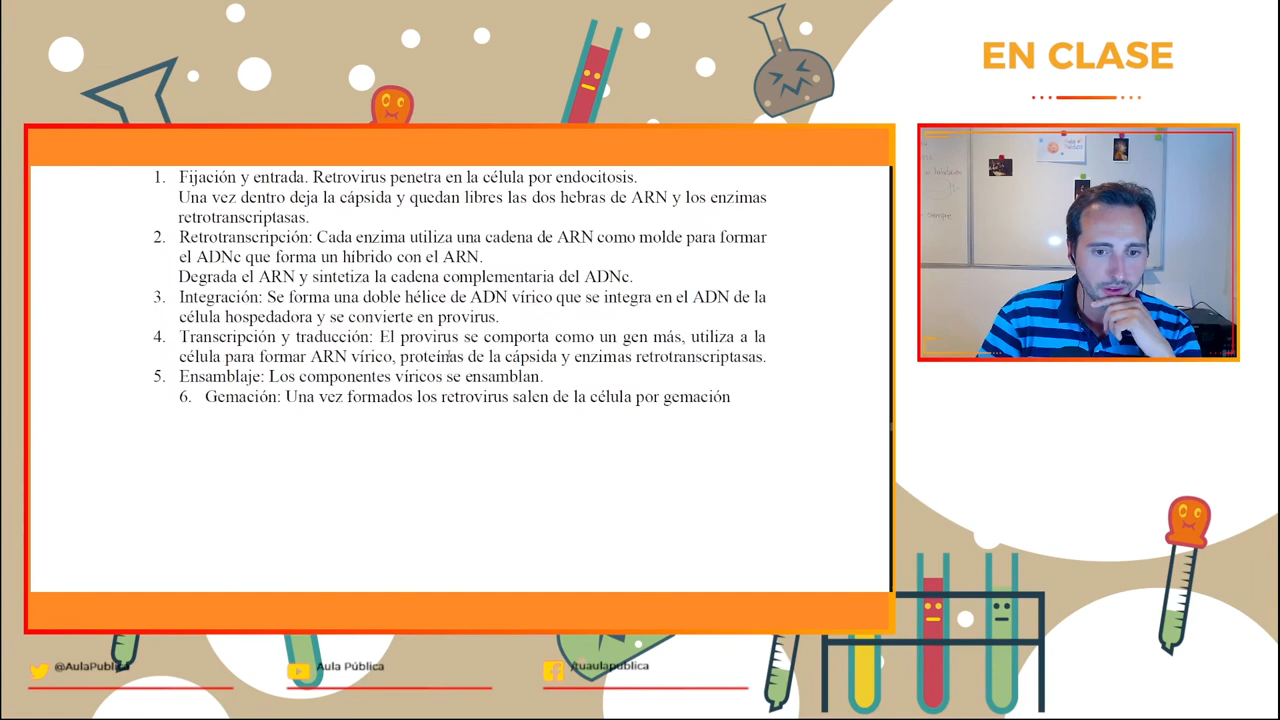 EN CLASE
1. Fijación y entrada. Retrovirus penetra en la célula por endocitosis.
Una vez dentro deja la cápsida y quedan libres las dos hebras de ARN y los enzimas
retrotranscriptasas.
2. Retrotranscripción: Cada enzima utiliza una cadena de ARN como molde para formar
el ADNc que forma un híbrido con el ARN.
Degrada el ARN y sintetiza la cadena complementaria del ADNc.
3. Integración: Se forma una doble hélice de ADN vírico que se integra en el ADN de la
célula hospedadora y se convierte en provirus.
4. Transcripción y traducción: El provirus se comporta como un gen más, utiliza a la
célula para formar ARN vírico, proteínas de la cápsida y enzimas retrotranscriptasas.
5. Ensamblaje: Los componentes víricos se ensamblan.
6. Gemación: Una vez formados los retrovirus salen de la célula por gemación
@AulaPublica
Aula Pública
/tuaulapublica